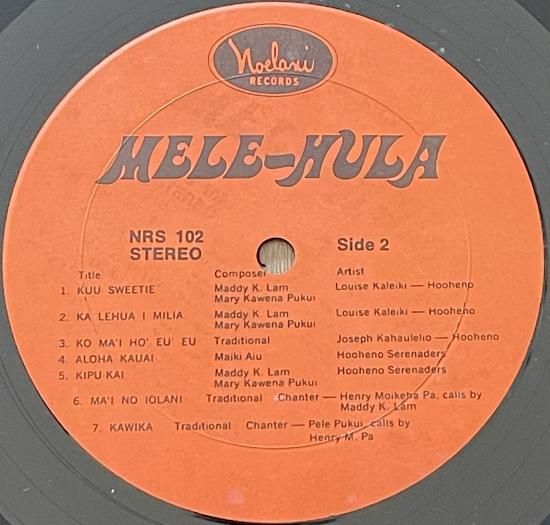 Noelani
RECORDS
MELE-HULA
NRS 102
STEREO
Side 2
Title Composer Artist
1. KUU SWEETIE Maddy K. Lam Louise Kaleiki — Hooheno
Mary Kawena Pukui
2. KA LEHUA I MILIA Maddy K. Lam Louise Kaleiki — Hooheno
Mary Kawena Pukui
3. KO MA'I HO' EU' EU Traditional Joseph Kahaulelio — Hooheno
4. ALOHA KAUAI Maiki Aiu Hooheno Serenaders
5. KIPU-KAI Maddy K. Lam Hooheno Serenaders
Mary Kawena Pukui
6. MA'I NO IOLANI Traditional Chanter — Henry Moikeha Pa, calls by
Maddy K. Lam
7. KAWIKA Traditional Chanter — Pele Pukui, calls by
Henry M. Pa